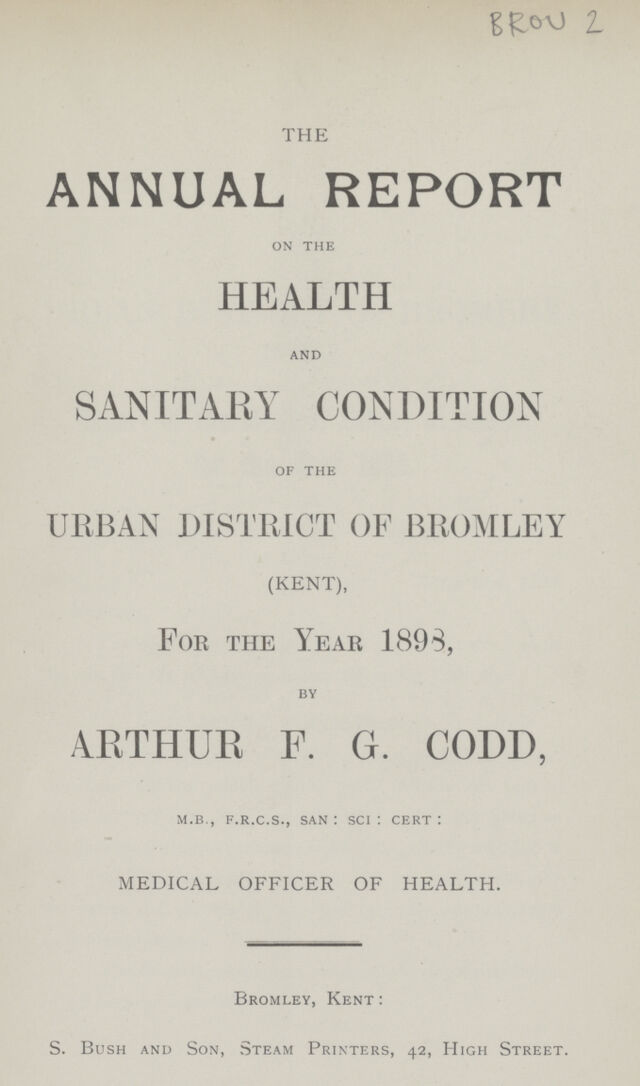 BROU 2
THE
ANNUAL REPORT
ON THE
HEALTH
AND
SANITARY CONDITION
OF THE
URBAN DISTRICT OF BROMLEY
(KENT),
FOR THE YEAR 1898,
BY
ARTHUR F. G. CODD,
M.B., F.R.C.S., SAN: SCI: CERT:
MEDICAL OFFICER OF HEALTH.
BROMLEY, KENT:
S. BUSH AND SON, STEAM PRINTERS, 42, HIGH STREET.